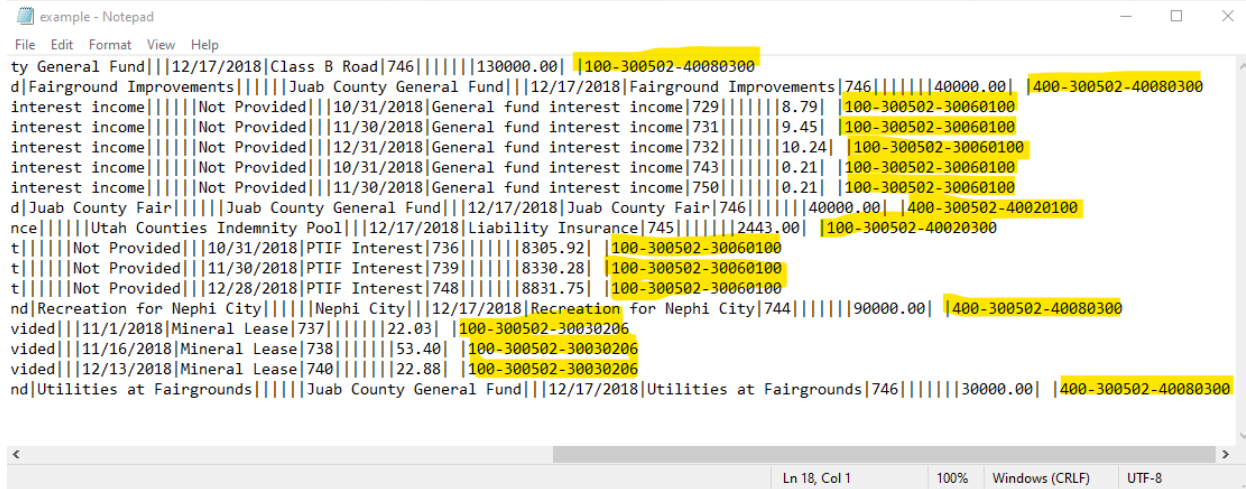 example - Notepad
File Edit Format View Help
ty General Fund|||12/17/2018|Class B Road|746|||||||130000.00| |100-300502-40080300
d|Fairground Improvements||||||Juab County General Fund|||12/17/2018|Fairground Improvements|746|||||||40000.00| |400-300502-40080300
interest income||||||Not Provided|||10/31/2018|General fund interest income|729|||||||8.79| |100-300502-30060100
interest income||||||Not Provided|||11/30/2018|General fund interest income|731|||||||9.45| |100-300502-30060100
interest income||||||Not Provided|||12/31/2018|General fund interest income|732|||||||10.24| |100-300502-30060100
interest income||||||Not Provided|||10/31/2018|General fund interest income|743|||||||0.21| |100-300502-30060100
interest income||||||Not Provided|||11/30/2018|General fund interest income|750|||||||0.21| |100-300502-30060100
d|Juab County Fair||||||Juab County General Fund|||12/17/2018|Juab County Fair|746|||||||40000.00| |400-300502-40020100
nce||||||Utah Counties Indemnity Pool|||12/17/2018|Liability Insurance|745|||||||2443.00| |100-300502-40020300
t||||||Not Provided|||10/31/2018|PTIF Interest|736|||||||8305.92| |100-300502-30060100
t||||||Not Provided|||11/30/2018|PTIF Interest|739|||||||8330.28| |100-300502-30060100
t||||||Not Provided|||12/28/2018|PTIF Interest|748|||||||8831.75| |100-300502-30060100
nd|Recreation for Nephi City||||||Nephi City|||12/17/2018|Recreation for Nephi City|744|||||||90000.00| |400-300502-40080300
vided|||11/1/2018|Mineral Lease|737|||||||22.03| |100-300502-30030206
vided|||11/16/2018|Mineral Lease|738|||||||53.40| |100-300502-30030206
vided|||12/13/2018|Mineral Lease|740|||||||22.88| |100-300502-30030206
nd|Utilities at Fairgrounds||||||Juab County General Fund|||12/17/2018|Utilities at Fairgrounds|746|||||||30000.00| |400-300502-40080300
Ln 18, Col 1 100% Windows (CRLF) UTF-8